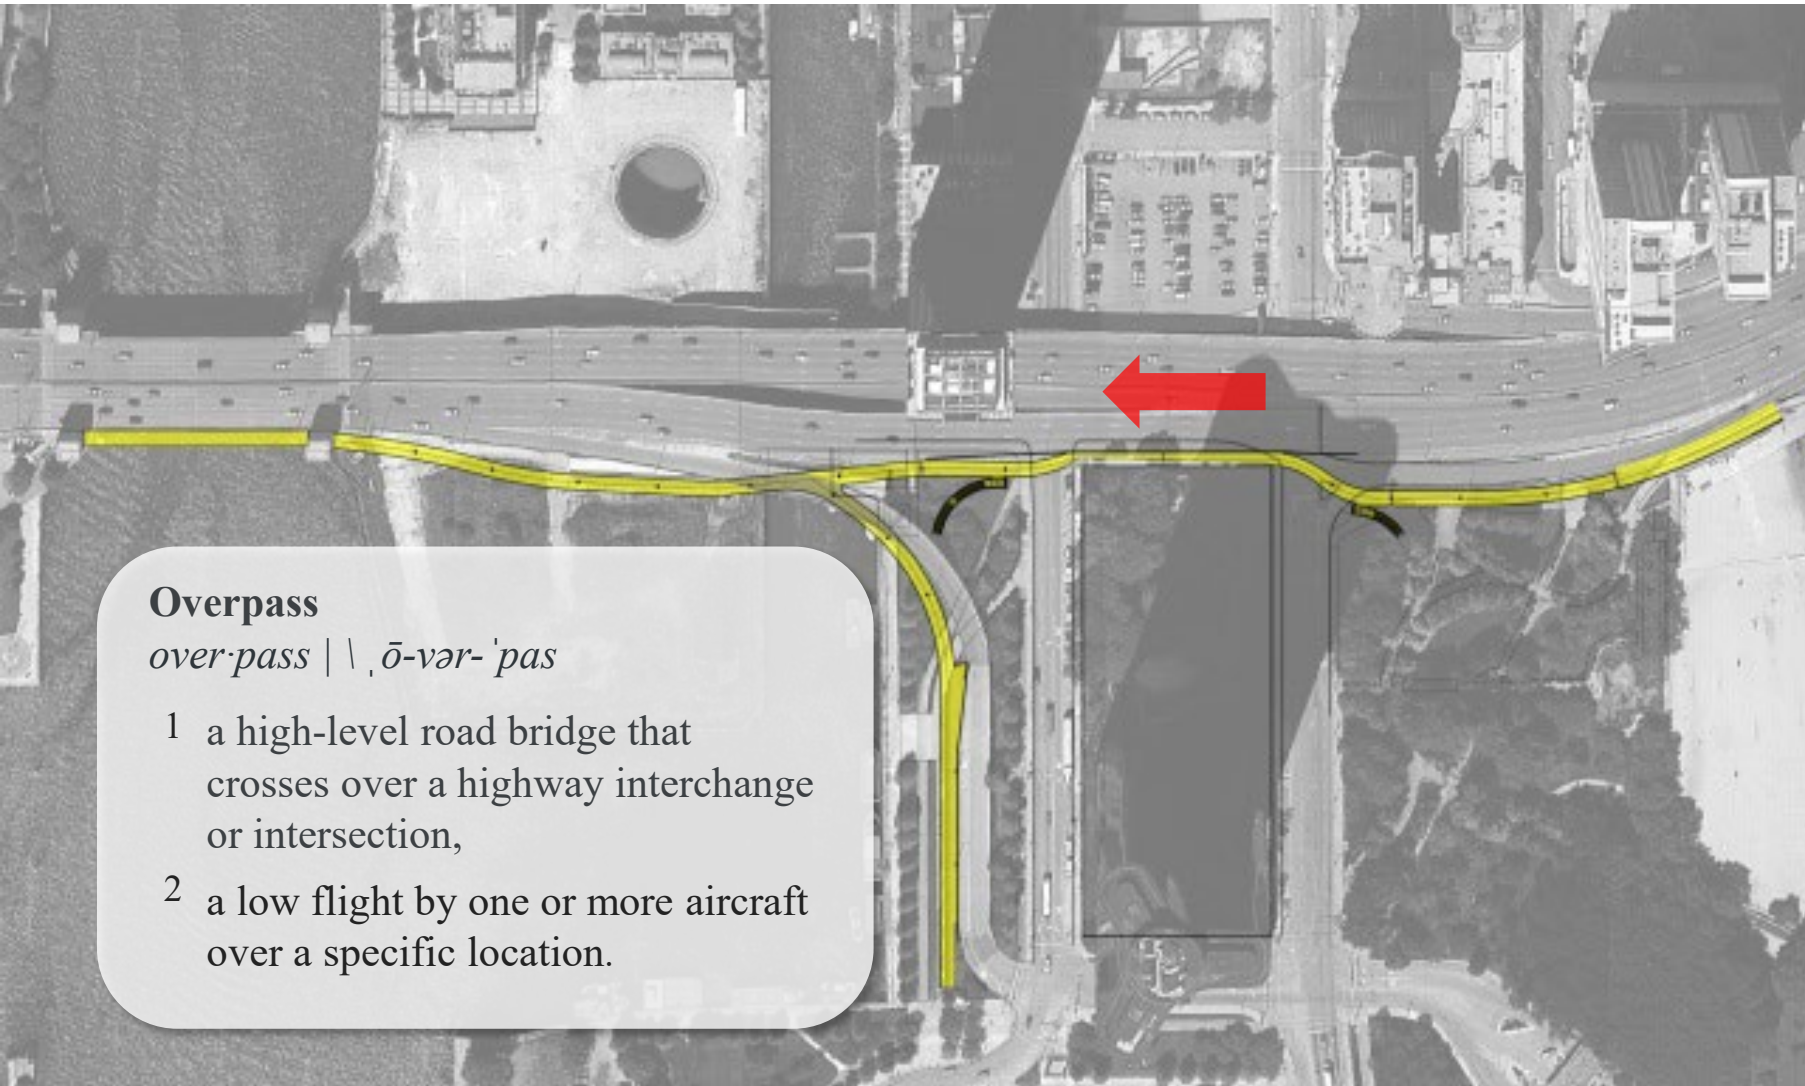 Overpass
over·pass | \ ˌō-vər-ˈpas
1 a high-level road bridge that
crosses over a highway interchange
or intersection,
2 a low flight by one or more aircraft
over a specific location.